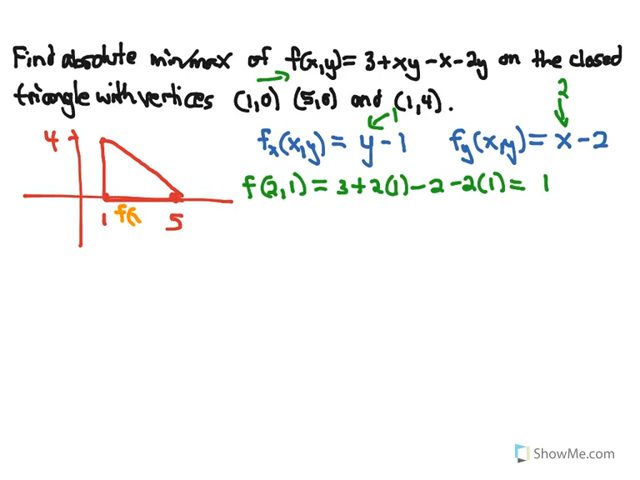 Find absolute min/max of f(x,y) = 3+xy-x-2y on the closed
triangle with vertices (1,0) (5,0) and (1,4).
2
1
4
fx(x,y) = y-1 fy(x,y) = x-2
f(2,1) = 3+2(1)-2-2(1) = 1
1 f( 5
ShowMe.com